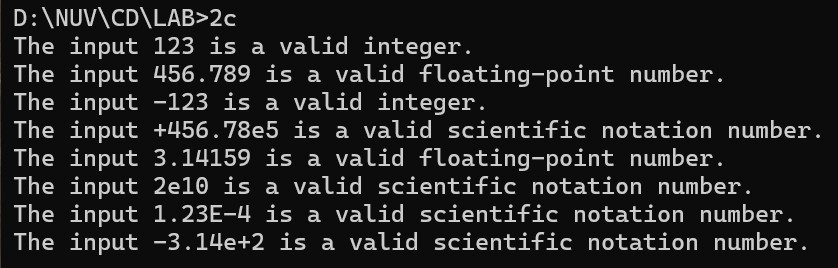 D:\NUV\CD\LAB>2c
The input 123 is a valid integer.
The input 456.789 is a valid floating-point number.
The input -123 is a valid integer.
The input +456.78e5 is a valid scientific notation number.
The input 3.14159 is a valid floating-point number.
The input 2e10 is a valid scientific notation number.
The input 1.23E-4 is a valid scientific notation number.
The input -3.14e+2 is a valid scientific notation number.